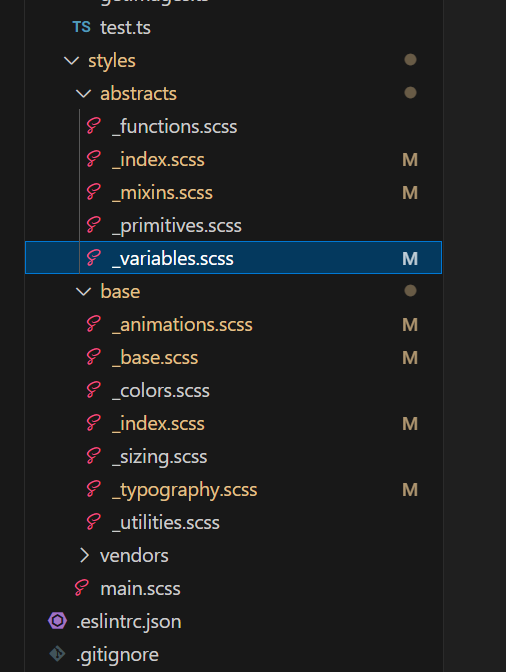 TS test.ts
styles
abstracts
_functions.scss
_index.scss M
_mixins.scss M
_primitives.scss
_variables.scss M
base
_animations.scss M
_base.scss M
_colors.scss
_index.scss M
_sizing.scss
_typography.scss M
_utilities.scss
vendors
main.scss
.eslintrc.json
.gitignore